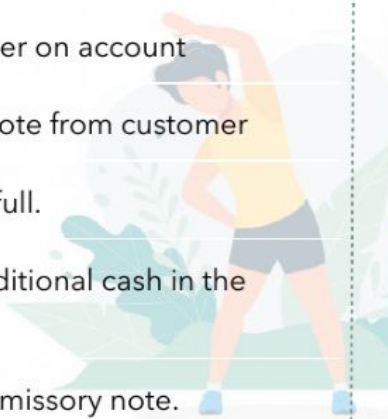 er on account
ote from customer
full.
ditional cash in the
missory note.